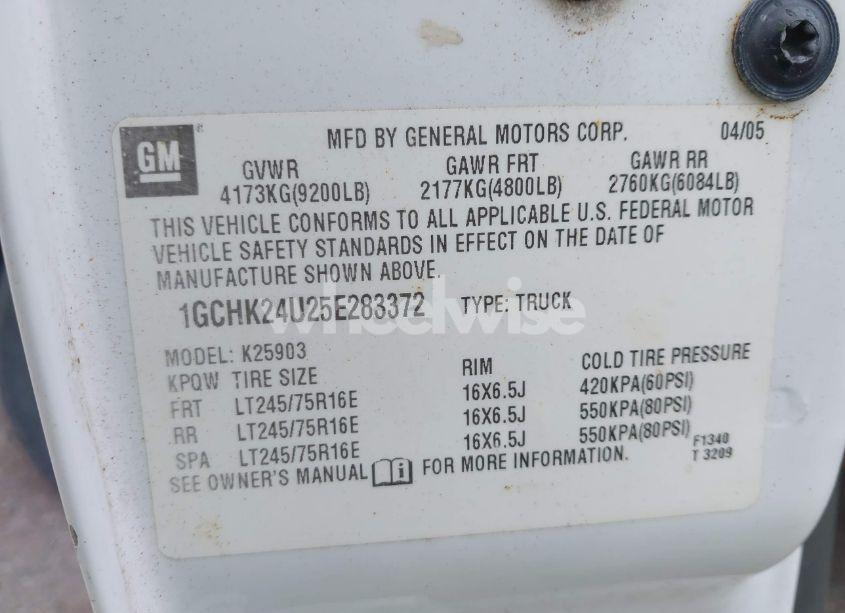 GM
MFD BY GENERAL MOTORS CORP. 04/05
GVWR GAWR FRT GAWR RR
4173KG(9200LB) 2177KG(4800LB) 2760KG(6084LB)
THIS VEHICLE CONFORMS TO ALL APPLICABLE U.S. FEDERAL MOTOR
VEHICLE SAFETY STANDARDS IN EFFECT ON THE DATE OF
MANUFACTURE SHOWN ABOVE.
1GCHK24U25E283372 TYPE: TRUCK
wheelwise
MODEL: K25903
KPQW TIRE SIZE RIM COLD TIRE PRESSURE
FRT LT245/75R16E 16X6.5J 420KPA(60PSI)
RR LT245/75R16E 16X6.5J 550KPA(80PSI)
SPA LT245/75R16E 16X6.5J 550KPA(80PSI)
SEE OWNER'S MANUAL i FOR MORE INFORMATION.
F1340
T 3209